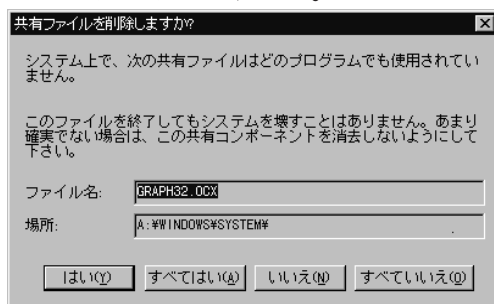 共有ファイルを削除しますか?
システム上で、次の共有ファイルはどのプログラムでも使用されてい
ません。
このファイルを終了してもシステムを壊すことはありません。あまり
確実でない場合は、この共有コンポーネントを消去しないようにして
下さい。
ファイル名: GRAPH32.OCX
場所: A:¥WINDOWS¥SYSTEM¥
はい(Y) すべてはい(A) いいえ(N) すべていいえ(O)